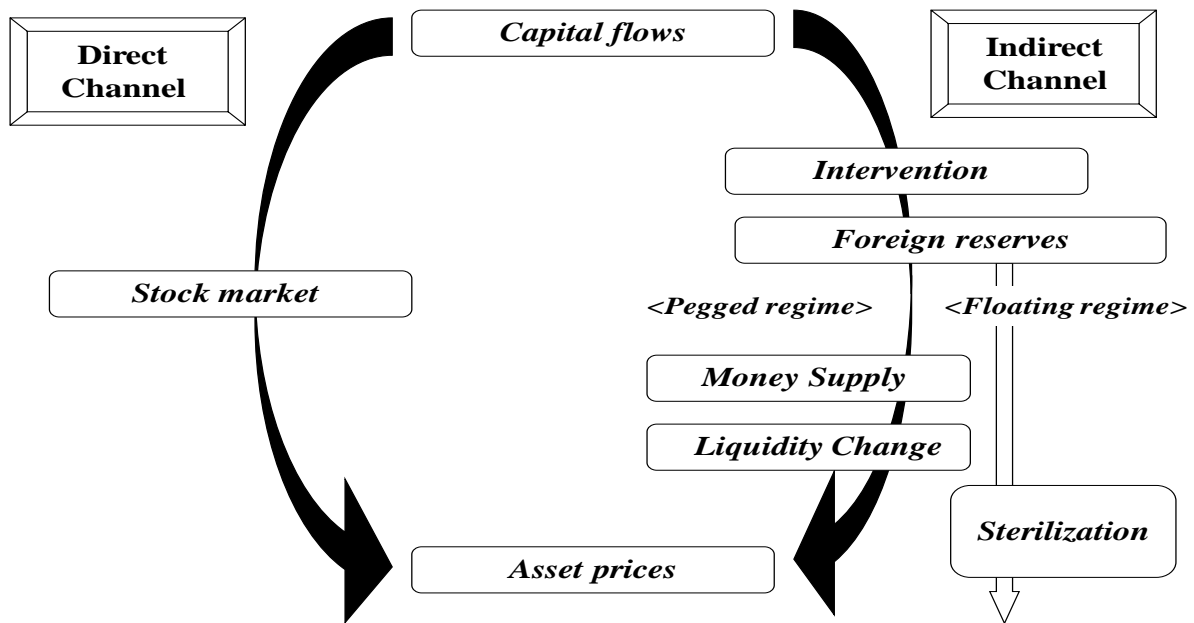 Capital flows
Direct
Channel
Indirect
Channel
Intervention
Foreign reserves
Stock market
<Pegged regime>
<Floating regime>
Money Supply
Liquidity Change
Sterilization
Asset prices